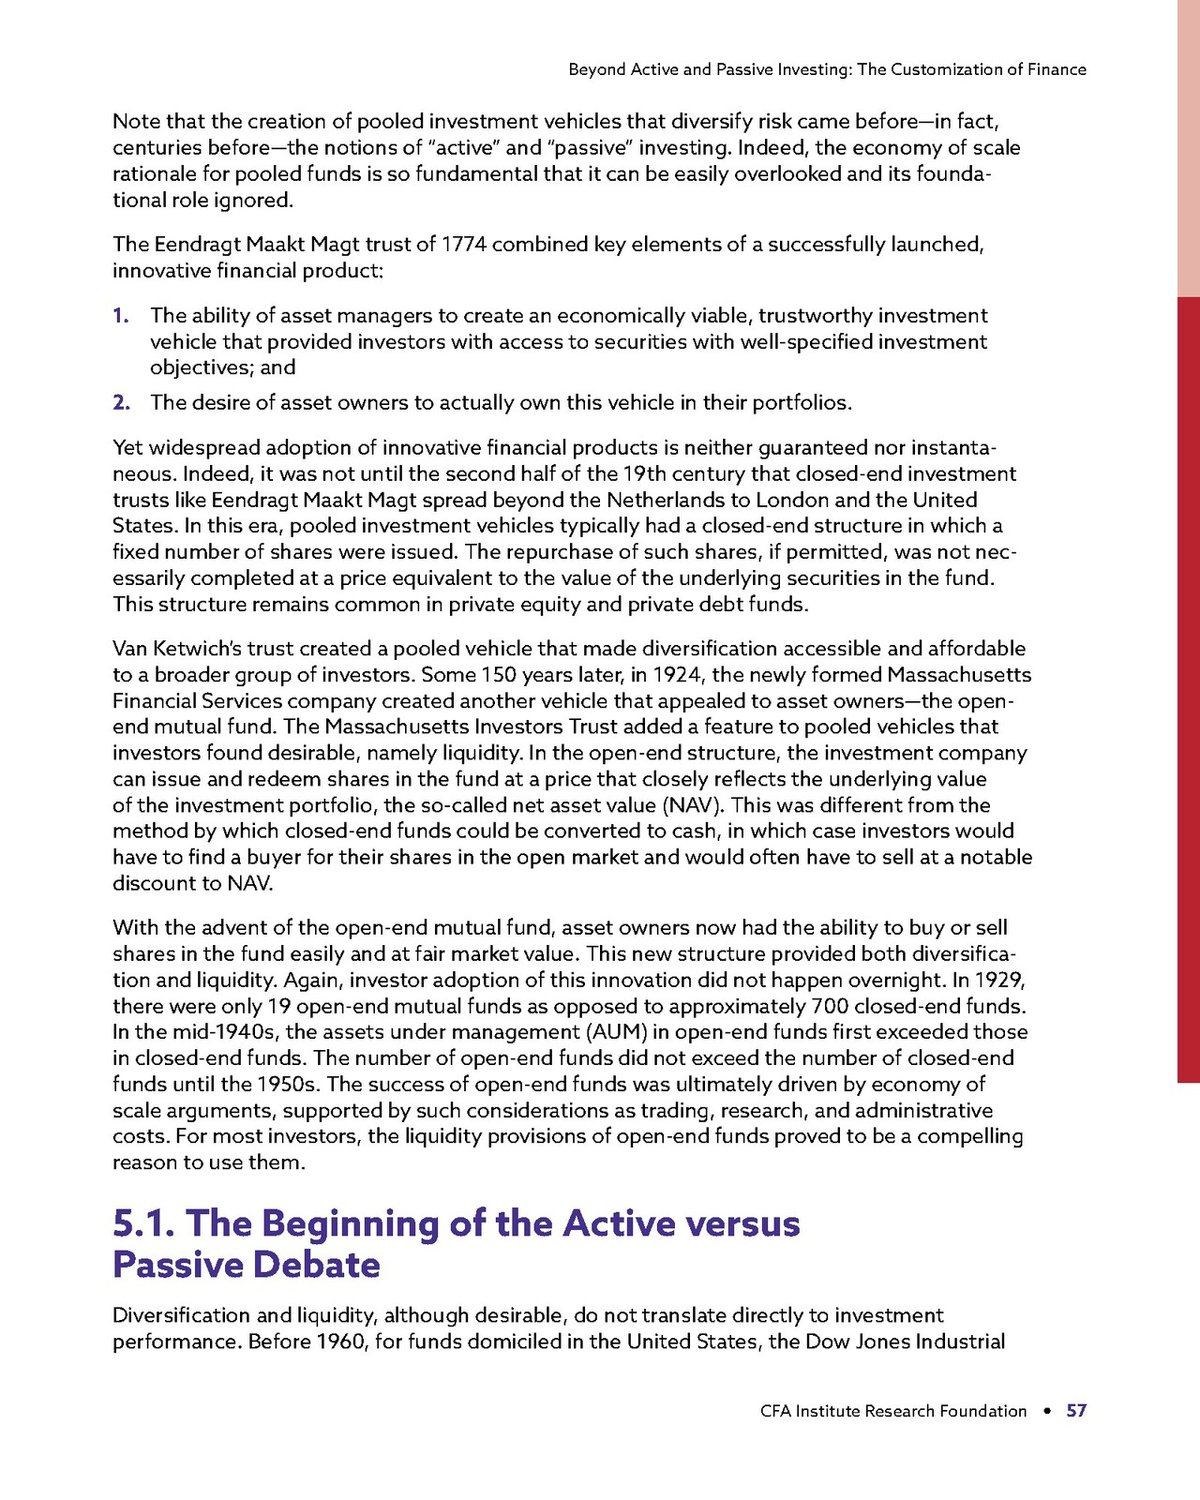 Beyond Active and Passive Investing: The Customization of Finance
Note that the creation of pooled investment vehicles that diversify risk came before—in fact,
centuries before—the notions of “active” and “passive” investing. Indeed, the economy of scale
rationale for pooled funds is so fundamental that it can be easily overlooked and its founda-
tional role ignored.
The Eendragt Maakt Magt trust of 1774 combined key elements of a successfully launched,
innovative financial product:
1. The ability of asset managers to create an economically viable, trustworthy investment
vehicle that provided investors with access to securities with well-specified investment
objectives; and
2. The desire of asset owners to actually own this vehicle in their portfolios.
Yet widespread adoption of innovative financial products is neither guaranteed nor instanta-
neous. Indeed, it was not until the second half of the 19th century that closed-end investment
trusts like Eendragt Maakt Magt spread beyond the Netherlands to London and the United
States. In this era, pooled investment vehicles typically had a closed-end structure in which a
fixed number of shares were issued. The repurchase of such shares, if permitted, was not nec-
essarily completed at a price equivalent to the value of the underlying securities in the fund.
This structure remains common in private equity and private debt funds.
Van Ketwich’s trust created a pooled vehicle that made diversification accessible and affordable
to a broader group of investors. Some 150 years later, in 1924, the newly formed Massachusetts
Financial Services company created another vehicle that appealed to asset owners—the open-
end mutual fund. The Massachusetts Investors Trust added a feature to pooled vehicles that
investors found desirable, namely liquidity. In the open-end structure, the investment company
can issue and redeem shares in the fund at a price that closely reflects the underlying value
of the investment portfolio, the so-called net asset value (NAV). This was different from the
method by which closed-end funds could be converted to cash, in which case investors would
have to find a buyer for their shares in the open market and would often have to sell at a notable
discount to NAV.
With the advent of the open-end mutual fund, asset owners now had the ability to buy or sell
shares in the fund easily and at fair market value. This new structure provided both diversifica-
tion and liquidity. Again, investor adoption of this innovation did not happen overnight. In 1929,
there were only 19 open-end mutual funds as opposed to approximately 700 closed-end funds.
In the mid-1940s, the assets under management (AUM) in open-end funds first exceeded those
in closed-end funds. The number of open-end funds did not exceed the number of closed-end
funds until the 1950s. The success of open-end funds was ultimately driven by economy of
scale arguments, supported by such considerations as trading, research, and administrative
costs. For most investors, the liquidity provisions of open-end funds proved to be a compelling
reason to use them.
5.1. The Beginning of the Active versus
Passive Debate
Diversification and liquidity, although desirable, do not translate directly to investment
performance. Before 1960, for funds domiciled in the United States, the Dow Jones Industrial
CFA Institute Research Foundation • 57